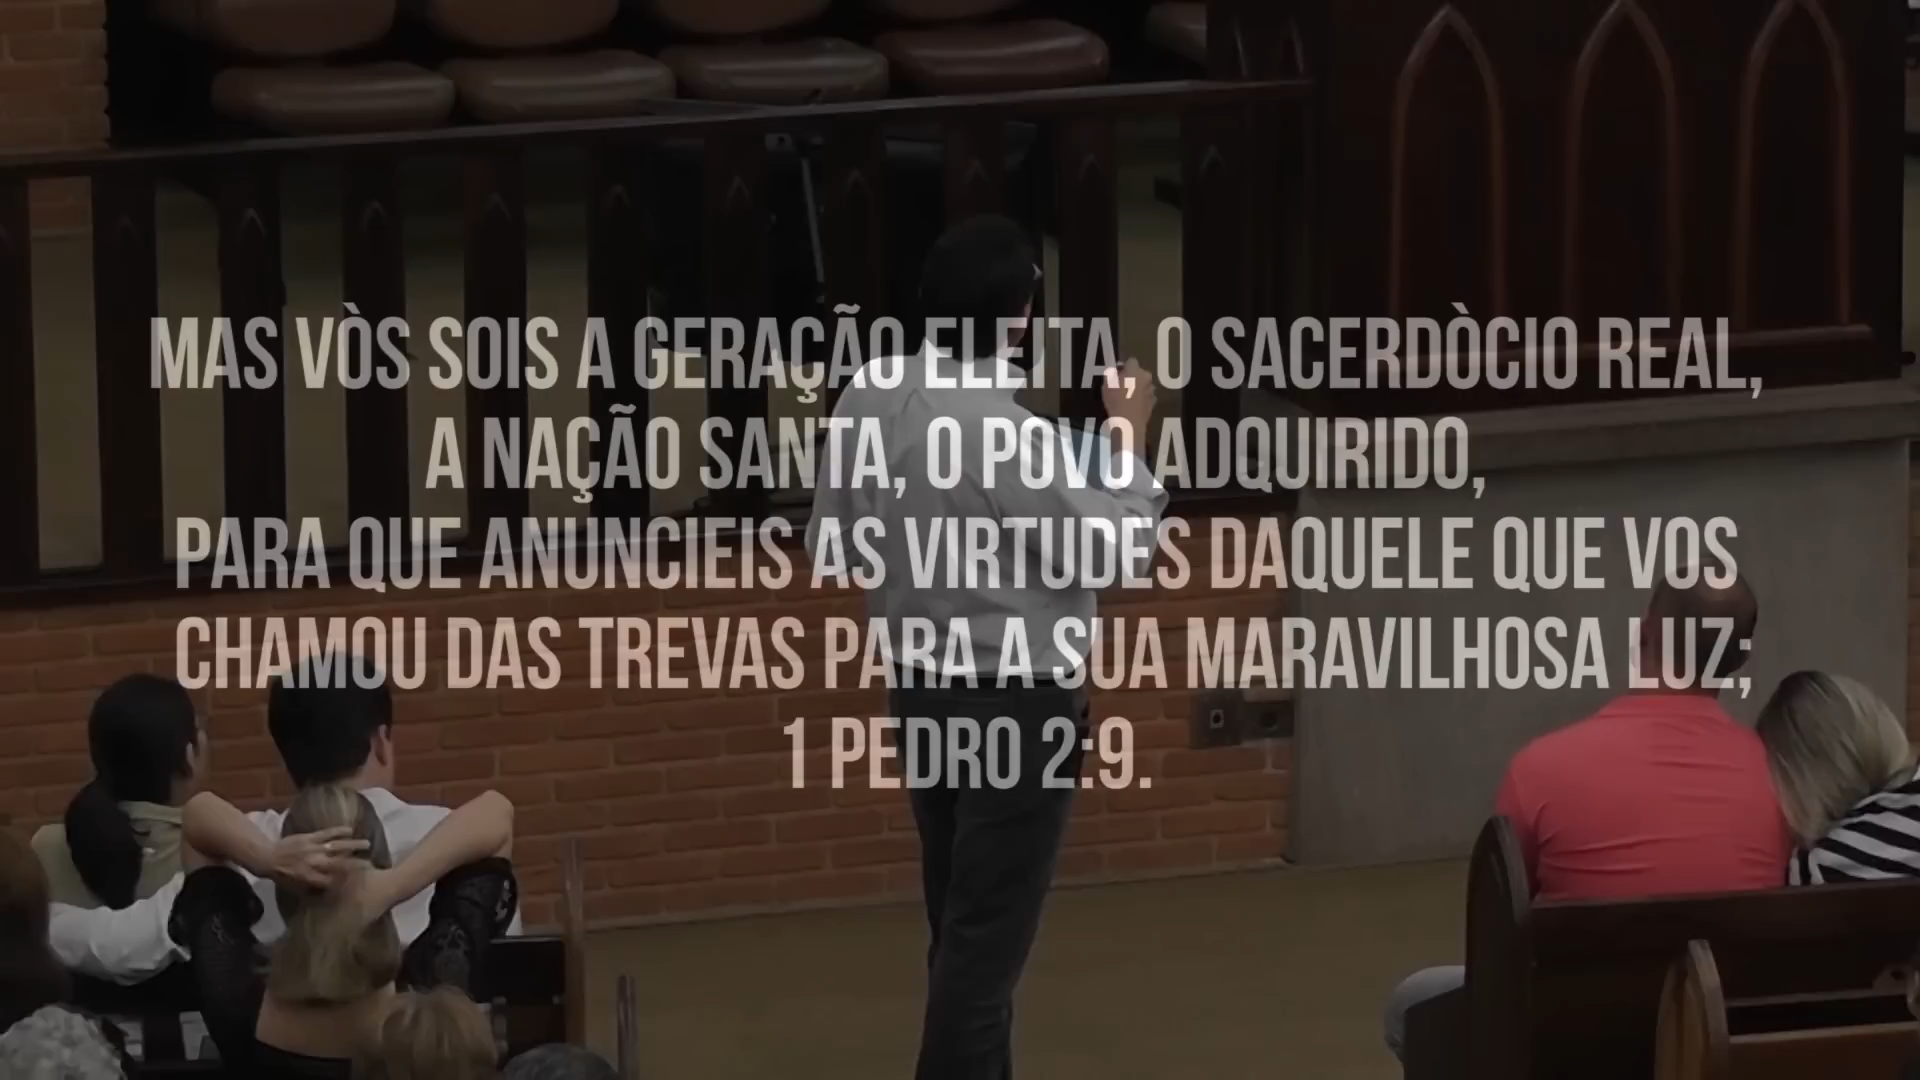 MAS VÒS SOIS A GERAÇÃO ELEITA, O SACERDÒCIO REAL,
A NAÇÃO SANTA, O POVO ADQUIRIDO,
PARA QUE ANUNCIEIS AS VIRTUDES DAQUELE QUE VOS
CHAMOU DAS TREVAS PARA A SUA MARAVILHOSA LUZ;
1 PEDRO 2:9.